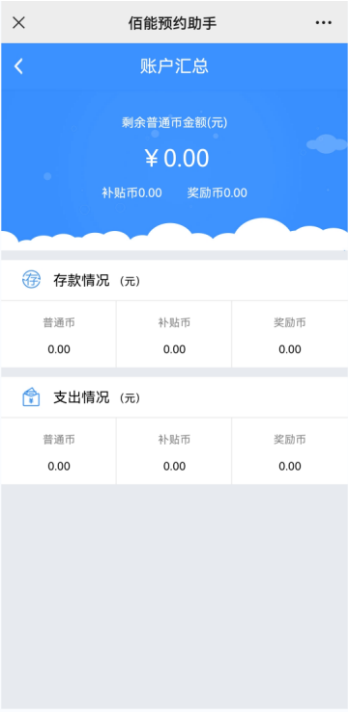 佰能预约助手
账户汇总
剩余普通币金额(元)
￥0.00
补贴币0.00 奖励币0.00
存 存款情况 (元)
普通币 补贴币 奖励币
0.00 0.00 0.00
¥ 支出情况 (元)
普通币 补贴币 奖励币
0.00 0.00 0.00